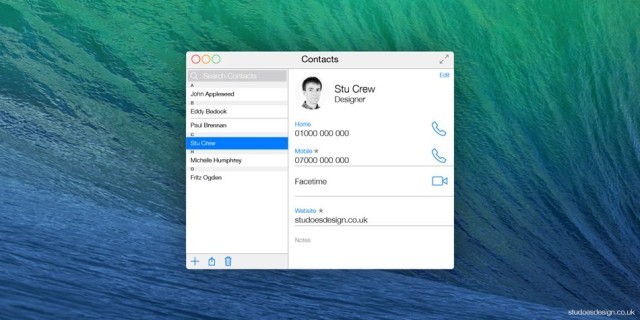 Contacts
Search Contacts
Edit
A
John Appleseed
B
Eddy Badock
Paul Brennan
C
Stu Crew
H
Michelle Humphrey
O
Fritz Ogden
Stu Crew
Designer
Home
01000 000 000
Mobile ★
07000 000 000
Facetime
Website ★
studoesdesign.co.uk
Notes
studoesdesign.co.uk